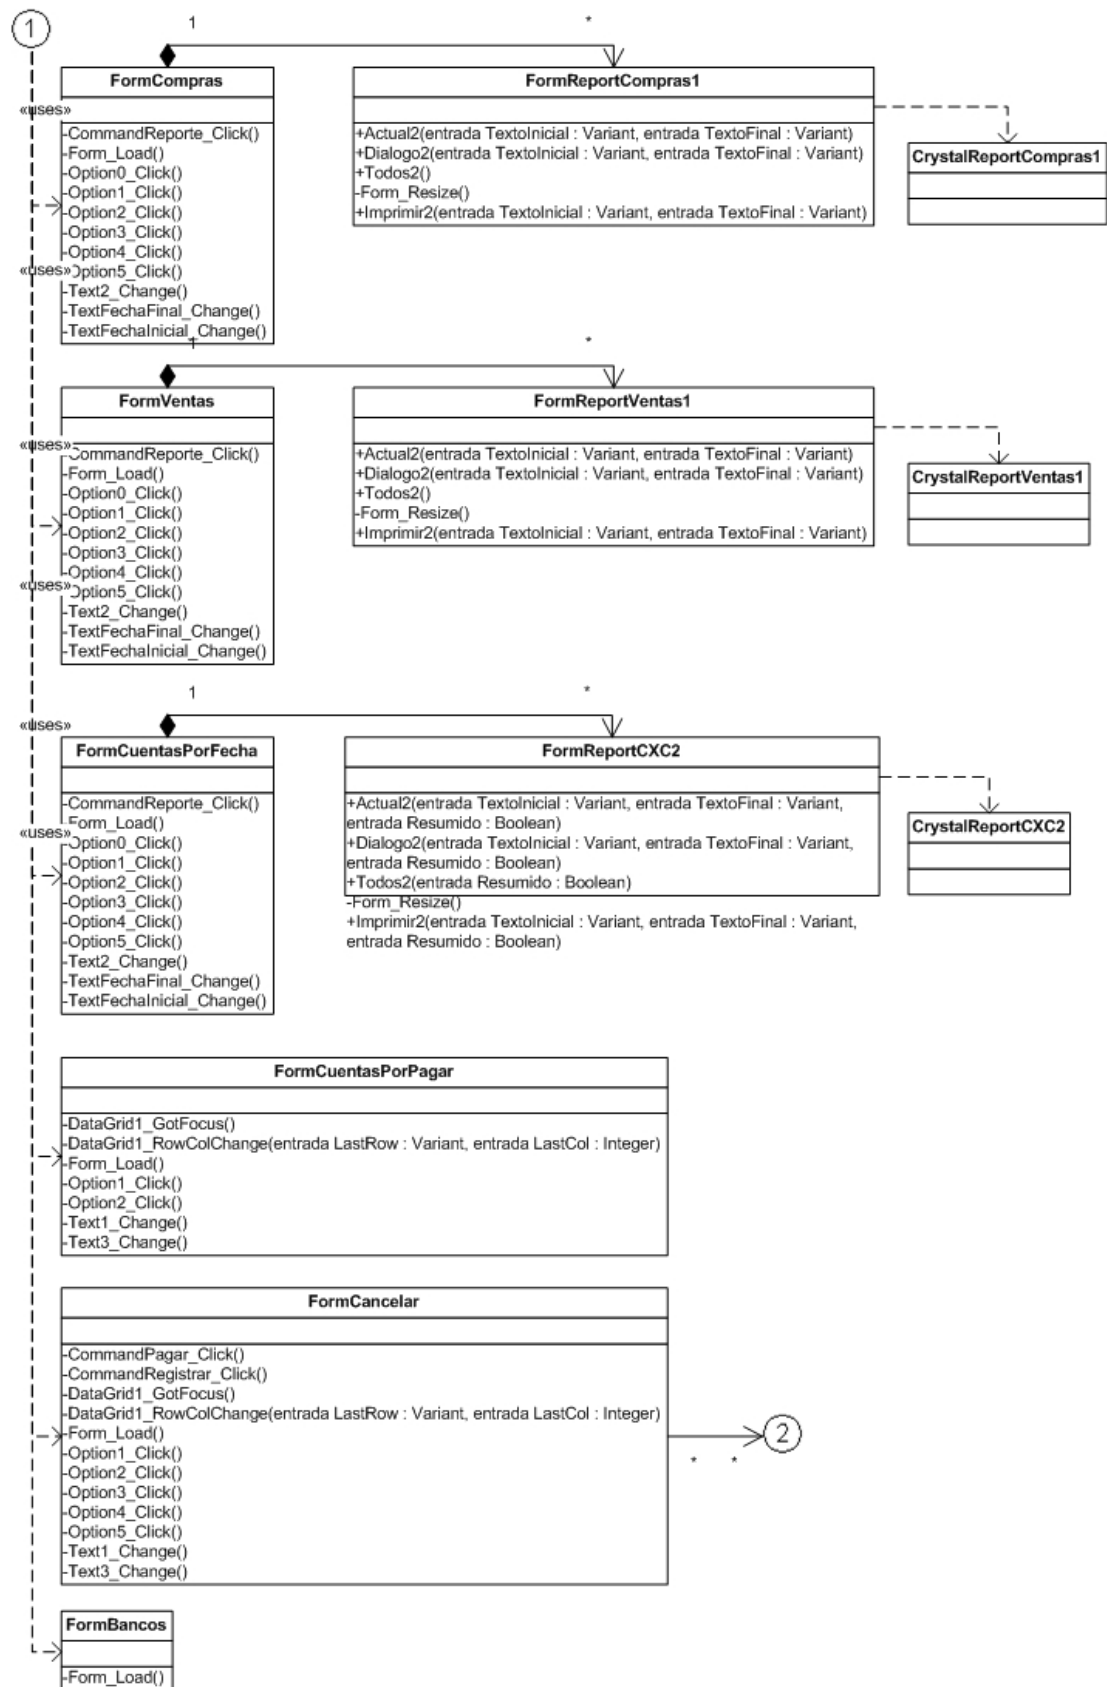 1
1 *
FormCompras
«uses»
-CommandReporte_Click()
-Form_Load()
-Option0_Click()
-Option1_Click()
-Option2_Click()
-Option3_Click()
-Option4_Click()
«uses»
-Option5_Click()
-Text2_Change()
-TextFechaFinal_Change()
-TextFechaInicial_Change()
FormReportCompras1
+Actual2(entrada TextoInicial : Variant, entrada TextoFinal : Variant)
+Dialogo2(entrada TextoInicial : Variant, entrada TextoFinal : Variant)
+Todos2()
-Form_Resize()
+Imprimir2(entrada TextoInicial : Variant, entrada TextoFinal : Variant)
CrystalReportCompras1
1 *
FormVentas
«uses»
-CommandReporte_Click()
-Form_Load()
-Option0_Click()
-Option1_Click()
-Option2_Click()
-Option3_Click()
-Option4_Click()
«uses»
-Option5_Click()
-Text2_Change()
-TextFechaFinal_Change()
-TextFechaInicial_Change()
FormReportVentas1
+Actual2(entrada TextoInicial : Variant, entrada TextoFinal : Variant)
+Dialogo2(entrada TextoInicial : Variant, entrada TextoFinal : Variant)
+Todos2()
-Form_Resize()
+Imprimir2(entrada TextoInicial : Variant, entrada TextoFinal : Variant)
CrystalReportVentas1
1 *
«uses»
FormCuentasPorFecha
-CommandReporte_Click()
-Form_Load()
«uses»
-Option0_Click()
-Option1_Click()
-Option2_Click()
-Option3_Click()
-Option4_Click()
-Option5_Click()
-Text2_Change()
-TextFechaFinal_Change()
-TextFechaInicial_Change()
FormReportCXC2
+Actual2(entrada TextoInicial : Variant, entrada TextoFinal : Variant,
entrada Resumido : Boolean)
+Dialogo2(entrada TextoInicial : Variant, entrada TextoFinal : Variant,
entrada Resumido : Boolean)
+Todos2(entrada Resumido : Boolean)
-Form_Resize()
+Imprimir2(entrada TextoInicial : Variant, entrada TextoFinal : Variant,
entrada Resumido : Boolean)
CrystalReportCXC2
FormCuentasPorPagar
-DataGrid1_GotFocus()
-DataGrid1_RowColChange(entrada LastRow : Variant, entrada LastCol : Integer)
-Form_Load()
-Option1_Click()
-Option2_Click()
-Text1_Change()
-Text3_Change()
FormCancelar
-CommandPagar_Click()
-CommandRegistrar_Click()
-DataGrid1_GotFocus()
-DataGrid1_RowColChange(entrada LastRow : Variant, entrada LastCol : Integer)
-Form_Load()
-Option1_Click()
-Option2_Click()
-Option3_Click()
-Option4_Click()
-Option5_Click()
-Text1_Change()
-Text3_Change()
2
* *
FormBancos
-Form_Load()